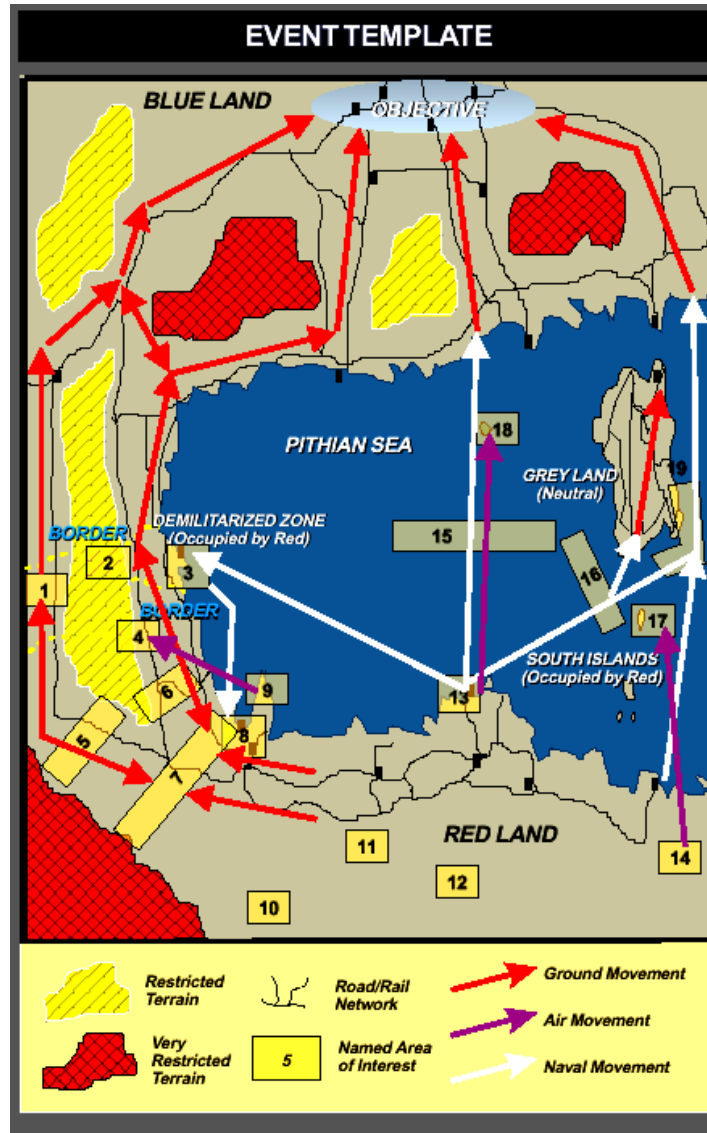 EVENT TEMPLATE
BLUE LAND
OBJECTIVE
18
PITHIAN SEA
GREY LAND
(Neutral)
19
DEMILITARIZED ZONE
(Occupied by Red)
15
BORDER
2
3
16
1
BORDER
4
17
SOUTH ISLANDS
(Occupied by Red)
6
9
13
5
8
7
RED LAND
11
14
12
10
Restricted
Terrain
Road/Rail
Network
Ground Movement
Air Movement
Very
Restricted
Terrain
5
Named Area
of Interest
Naval Movement